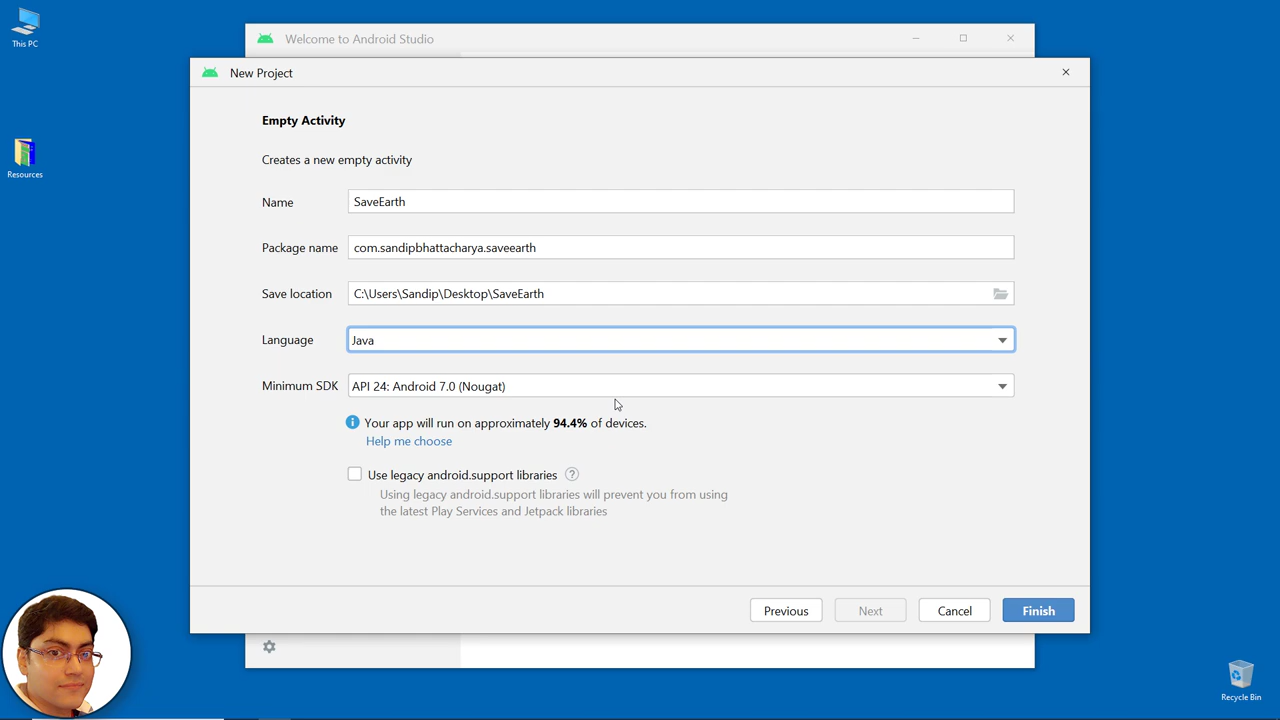 This PC
Resources
Welcome to Android Studio
New Project
Empty Activity
Creates a new empty activity
Name
SaveEarth
Package name
com.sandipbhattacharya.saveearth
Save location
C:\Users\Sandip\Desktop\SaveEarth
Language
Java
Minimum SDK
API 24: Android 7.0 (Nougat)
Your app will run on approximately 94.4% of devices.
Help me choose
Use legacy android.support libraries ?
Using legacy android.support libraries will prevent you from using
the latest Play Services and Jetpack libraries
Previous
Next
Cancel
Finish
Recycle Bin